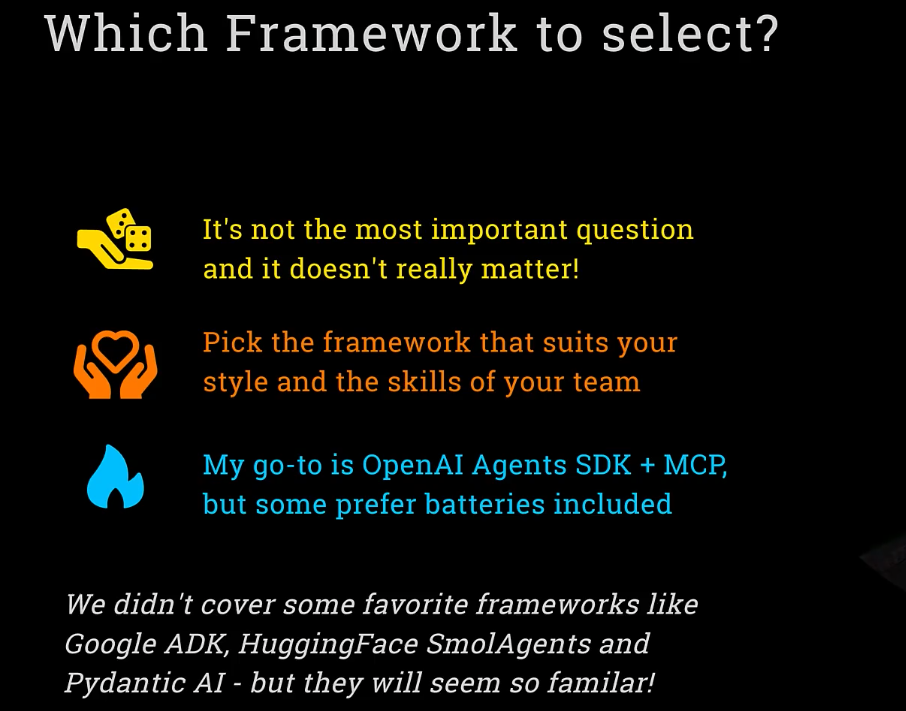 Which Framework to select?
It's not the most important question
and it doesn't really matter!
Pick the framework that suits your
style and the skills of your team
My go-to is OpenAI Agents SDK + MCP,
but some prefer batteries included
We didn't cover some favorite frameworks like
Google ADK, HuggingFace SmolAgents and
Pydantic AI - but they will seem so familar!